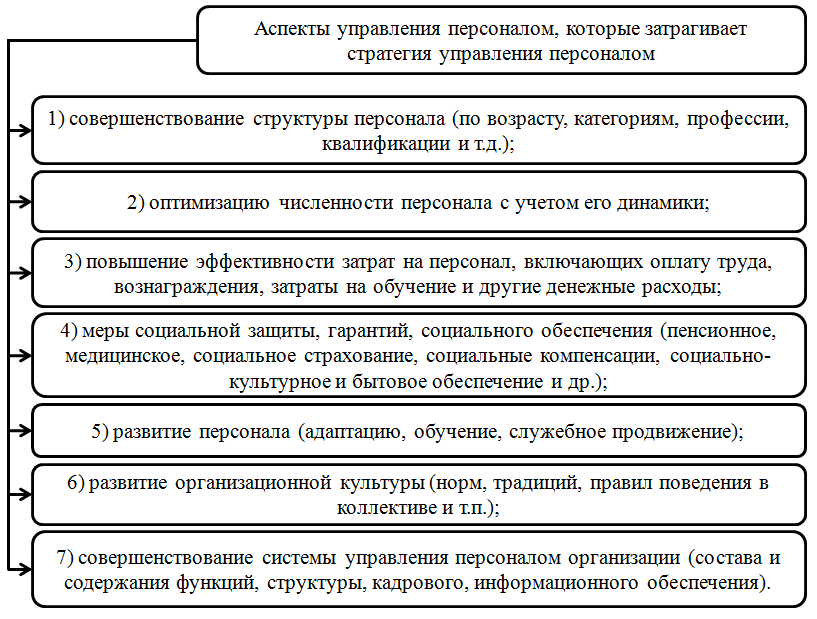 Аспекты управления персоналом, которые затрагивает
стратегия управления персоналом
1) совершенствование структуры персонала (по возрасту, категориям, профессии,
квалификации и т.д.);
2) оптимизацию численности персонала с учетом его динамики;
3) повышение эффективности затрат на персонал, включающих оплату труда,
вознаграждения, затраты на обучение и другие денежные расходы;
4) меры социальной защиты, гарантий, социального обеспечения (пенсионное,
медицинское, социальное страхование, социальные компенсации, социально-
культурное и бытовое обеспечение и др.);
5) развитие персонала (адаптацию, обучение, служебное продвижение);
6) развитие организационной культуры (норм, традиций, правил поведения в
коллективе и т.п.);
7) совершенствование системы управления персоналом организации (состава и
содержания функций, структуры, кадрового, информационного обеспечения).